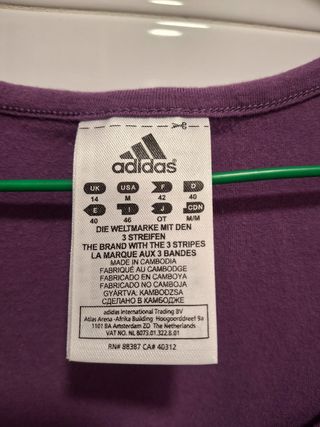 adidas®
UK USA F D
14 M 42 40
E I J CDN
40 46 OT M/M
DIE WELTMARKE MIT DEN
3 STREIFEN
THE BRAND WITH THE 3 STRIPES
LA MARQUE AUX 3 BANDES
MADE IN CAMBODIA
FABRIQUÉ AU CAMBODGE
FABRICADO EN CAMBOYA
FABRICADO NO CAMBOJA
GYÁRTVA: KAMBODZSA
СДЕЛАНО В КАМБОДЖЕ
adidas International Trading BV
Atlas Arena -Afrika Building Hoogoorddreef 9a
1101 BA Amsterdam ZO The Netherlands
VAT NO. NL 8073.01.322.8.01
RN# 88387 CA# 40312